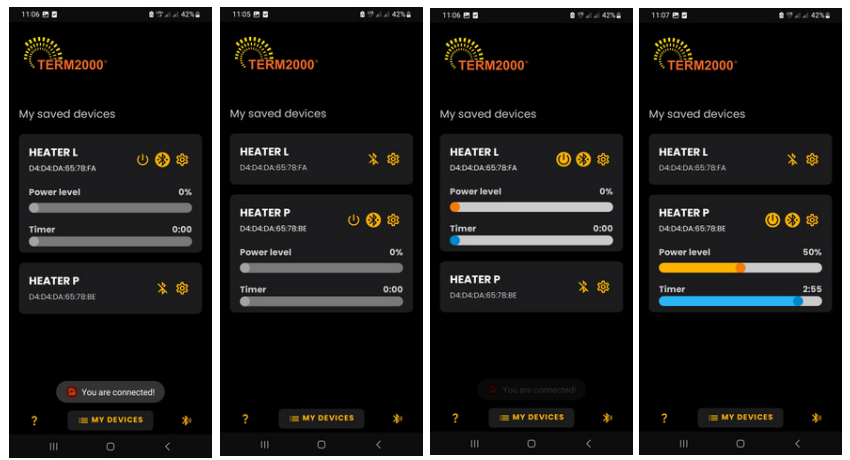 11:06 42%
TERM2000
My saved devices
HEATER L
D4:D4:DA:65:78:FA
Power level 0%
Timer 0:00
HEATER P
D4:D4:DA:65:78:BE
You are connected!
? MY DEVICES
11:05 42%
TERM2000
My saved devices
HEATER L
D4:D4:DA:65:78:FA
HEATER P
D4:D4:DA:65:78:BE
Power level 0%
Timer 0:00
? MY DEVICES
11:06 42%
TERM2000
My saved devices
HEATER L
D4:D4:DA:65:78:FA
Power level 0%
Timer 0:00
HEATER P
D4:D4:DA:65:78:BE
You are connected!
? MY DEVICES
11:07 42%
TERM2000
My saved devices
HEATER L
D4:D4:DA:65:78:FA
HEATER P
D4:D4:DA:65:78:BE
Power level 50%
Timer 2:55
? MY DEVICES